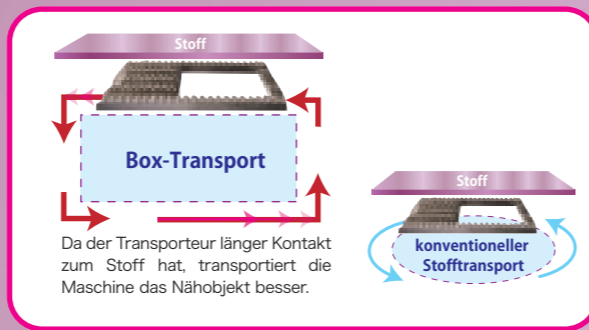 Stoff
Box-Transport
Da der Transporteur länger Kontakt
zum Stoff hat, transportiert die
Maschine das Nähobjekt besser.
Stoff
konventioneller
Stofftransport